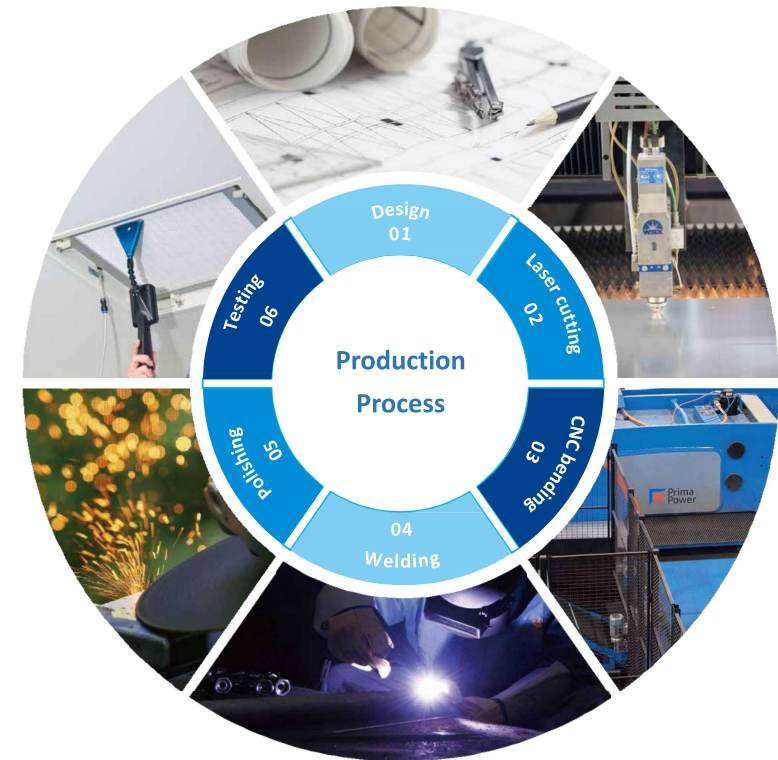 Production
Process
Design
01
Laser cutting
02
CNC bending
03
04
Welding
Polishing
05
Testing
06
Prima
Power